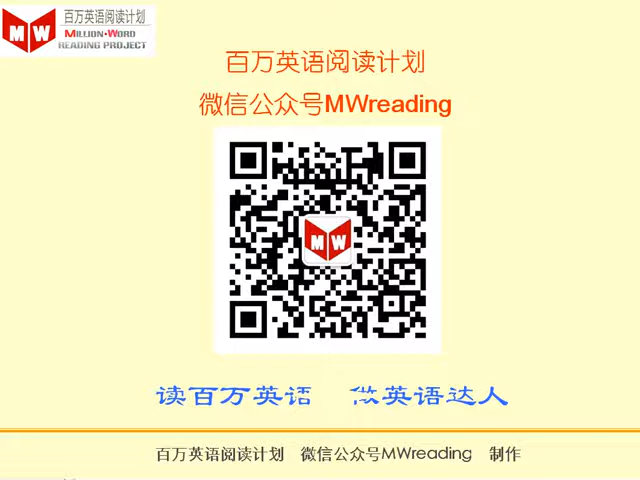 百万英语阅读计划
MILLION·WORD
READING PROJECT
MW
百万英语阅读计划
微信公众号MWreading
MW
读百万英语 做英语达人
百万英语阅读计划 微信公众号MWreading 制作